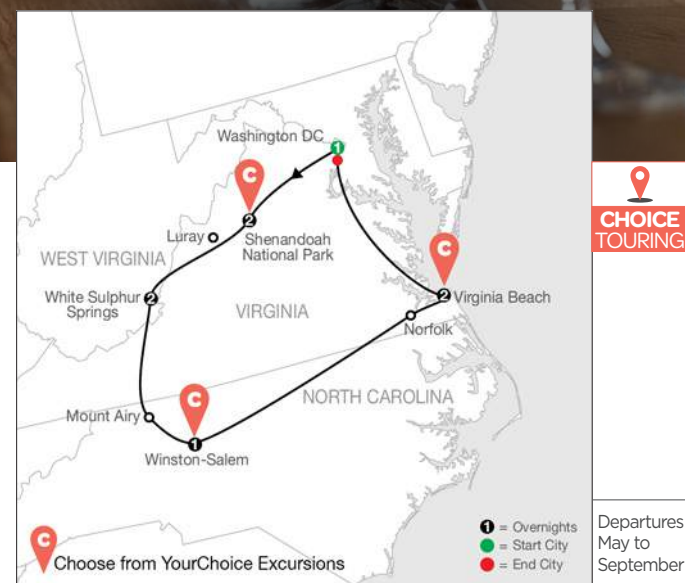 Washington DC
1
C
2
Luray
Shenandoah
National Park
C
WEST VIRGINIA
White Sulphur
Springs
2
VIRGINIA
2
Virginia Beach
Norfolk
C
NORTH CAROLINA
Mount Airy
1
Winston-Salem
C
Choose from YourChoice Excursions
1 = Overnights
= Start City
= End City
CHOICE
TOURING
Departures
May to
September